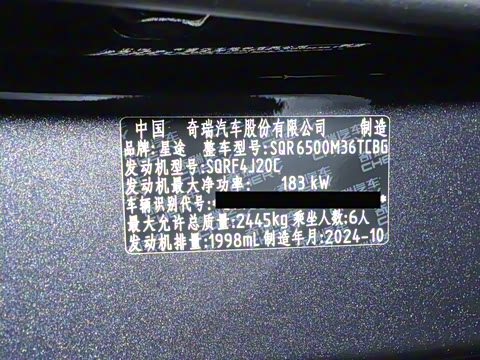 中国 奇瑞汽车股份有限公司 制造
品牌:星途 整车型号:SQR6500M36TCBG
发动机型号:SQRF4J20C
发动机最大净功率: 183 kW
车辆识别代号:
最大允许总质量:2445kg 乘坐人数:6人
发动机排量:1998mL 制造年月:2024-10